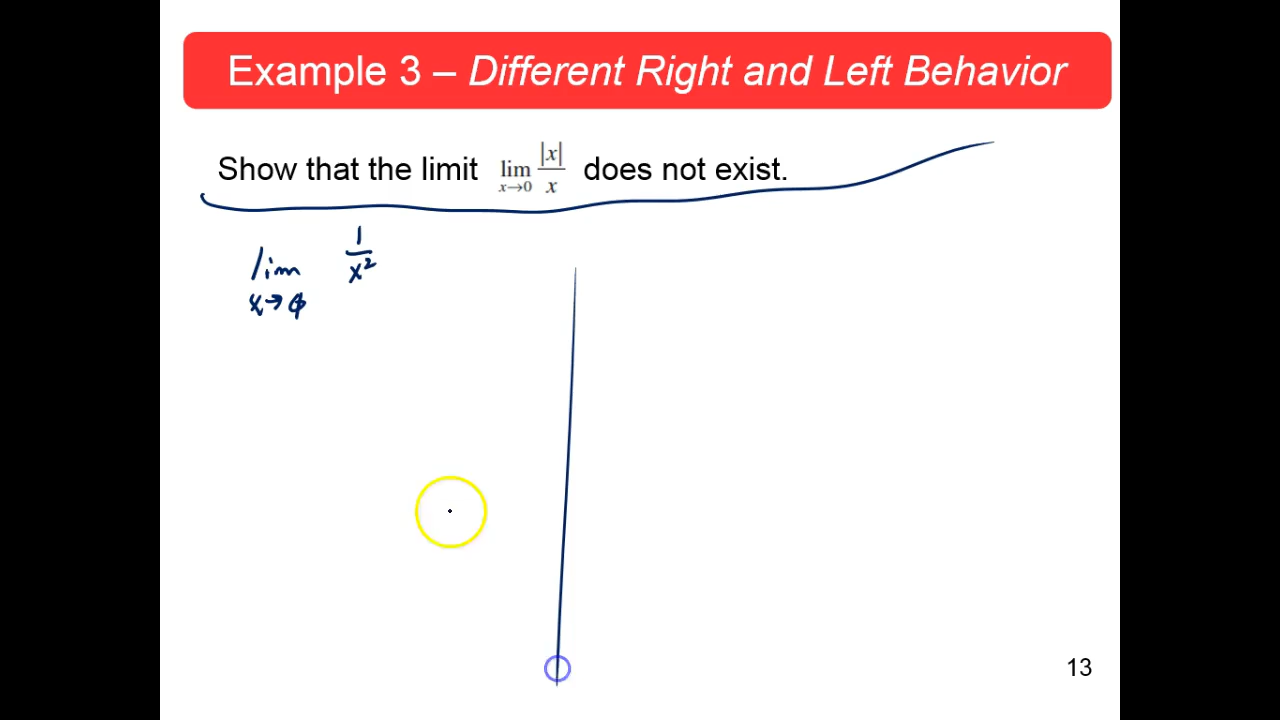 Example 3 – Different Right and Left Behavior
Show that the limit lim x→0 |x|/x does not exist.
lim x→0 1/x²
13